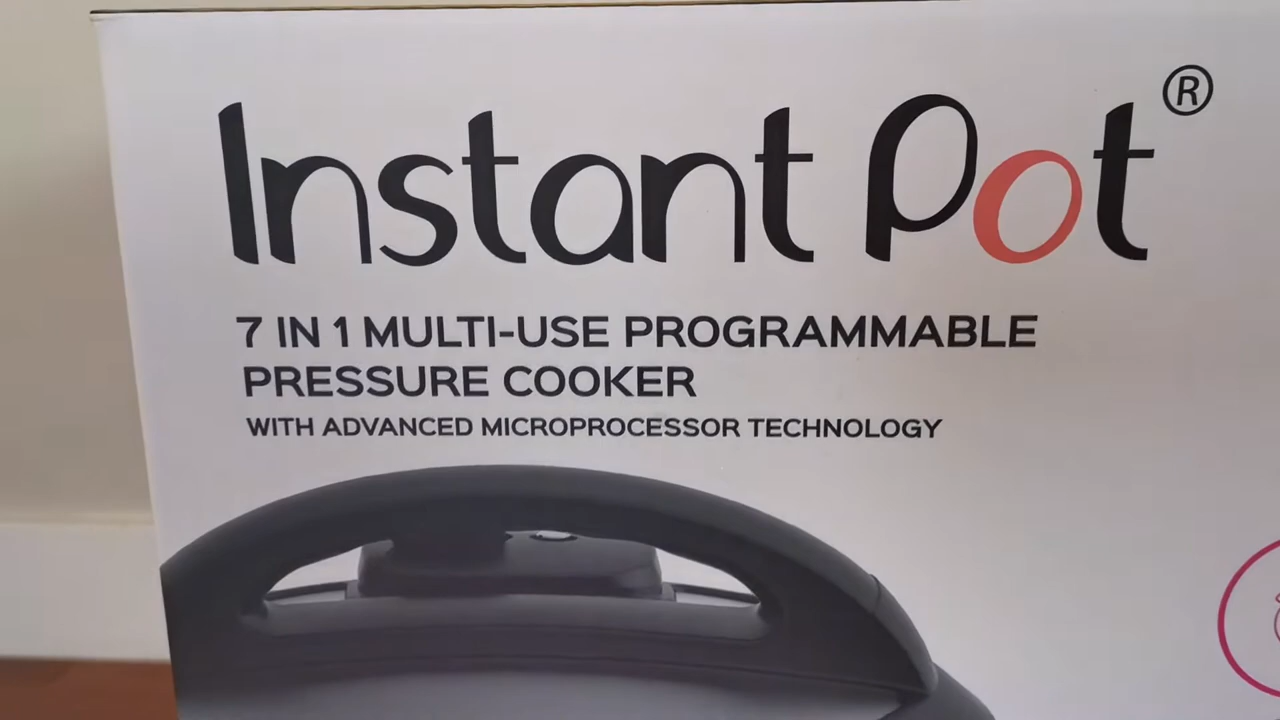 Instant Pot®
7 IN 1 MULTI-USE PROGRAMMABLE
PRESSURE COOKER
WITH ADVANCED MICROPROCESSOR TECHNOLOGY